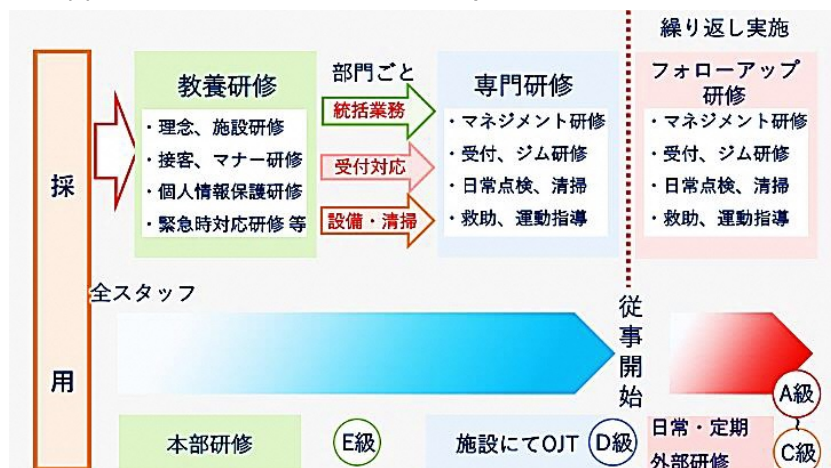 繰り返し実施
採用
教養研修
・理念、施設研修
・接客、マナー研修
・個人情報保護研修
・緊急時対応研修 等
部門ごと
統括業務
受付対応
設備・清掃
専門研修
・マネジメント研修
・受付、ジム研修
・日常点検、清掃
・救助、運動指導
フォローアップ
研修
・マネジメント研修
・受付、ジム研修
・日常点検、清掃
・救助、運動指導
全スタッフ
従事開始
本部研修
E級
施設にてOJT
D級
日常・定期
外部研修
A級
～
C級